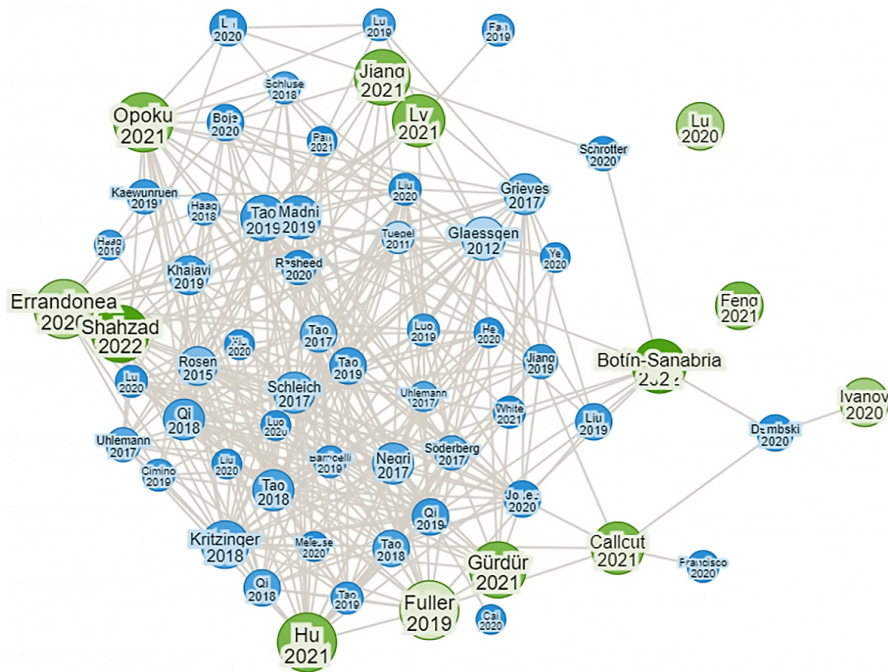 2020
Lu
2019
Fan
2019
Jiang
2021
Schluse
2018
Opoku
2021
Boje
2020
Lv
2021
Lu
2020
Pan
2021
Schrotter
2020
Kaewunruen
2019
Haag
2018
Liu
2020
Grieves
2017
Tao
2019
Madni
2019
Tuegel
2011
Glaessgen
2012
Haag
2019
Ye
2020
Khajavi
2019
Rasheed
2020
Errandonea
2020
Shahzad
2022
Feng
2021
Tao
2017
Luo
2019
He
2020
2020
Rosen
2015
Tao
2019
Jiang
2019
Botín-Sanabria
2022
Lu
2020
Schleich
2017
Uhlemann
2017
Ivanov
2020
Qi
2018
Luo
2020
White
2021
Liu
2019
Dembski
2020
Uhlemann
2017
Cimino
2019
Liu
2020
Barricelli
2019
Negri
2017
Söderberg
2017
Tao
2018
Jones
2020
Qi
2019
Kritzinger
2018
2020
Tao
2018
Callcut
2021
Gürdür
2021
Francisco
2020
Qi
2018
Tao
2019
Fuller
2019
2020
Hu
2021